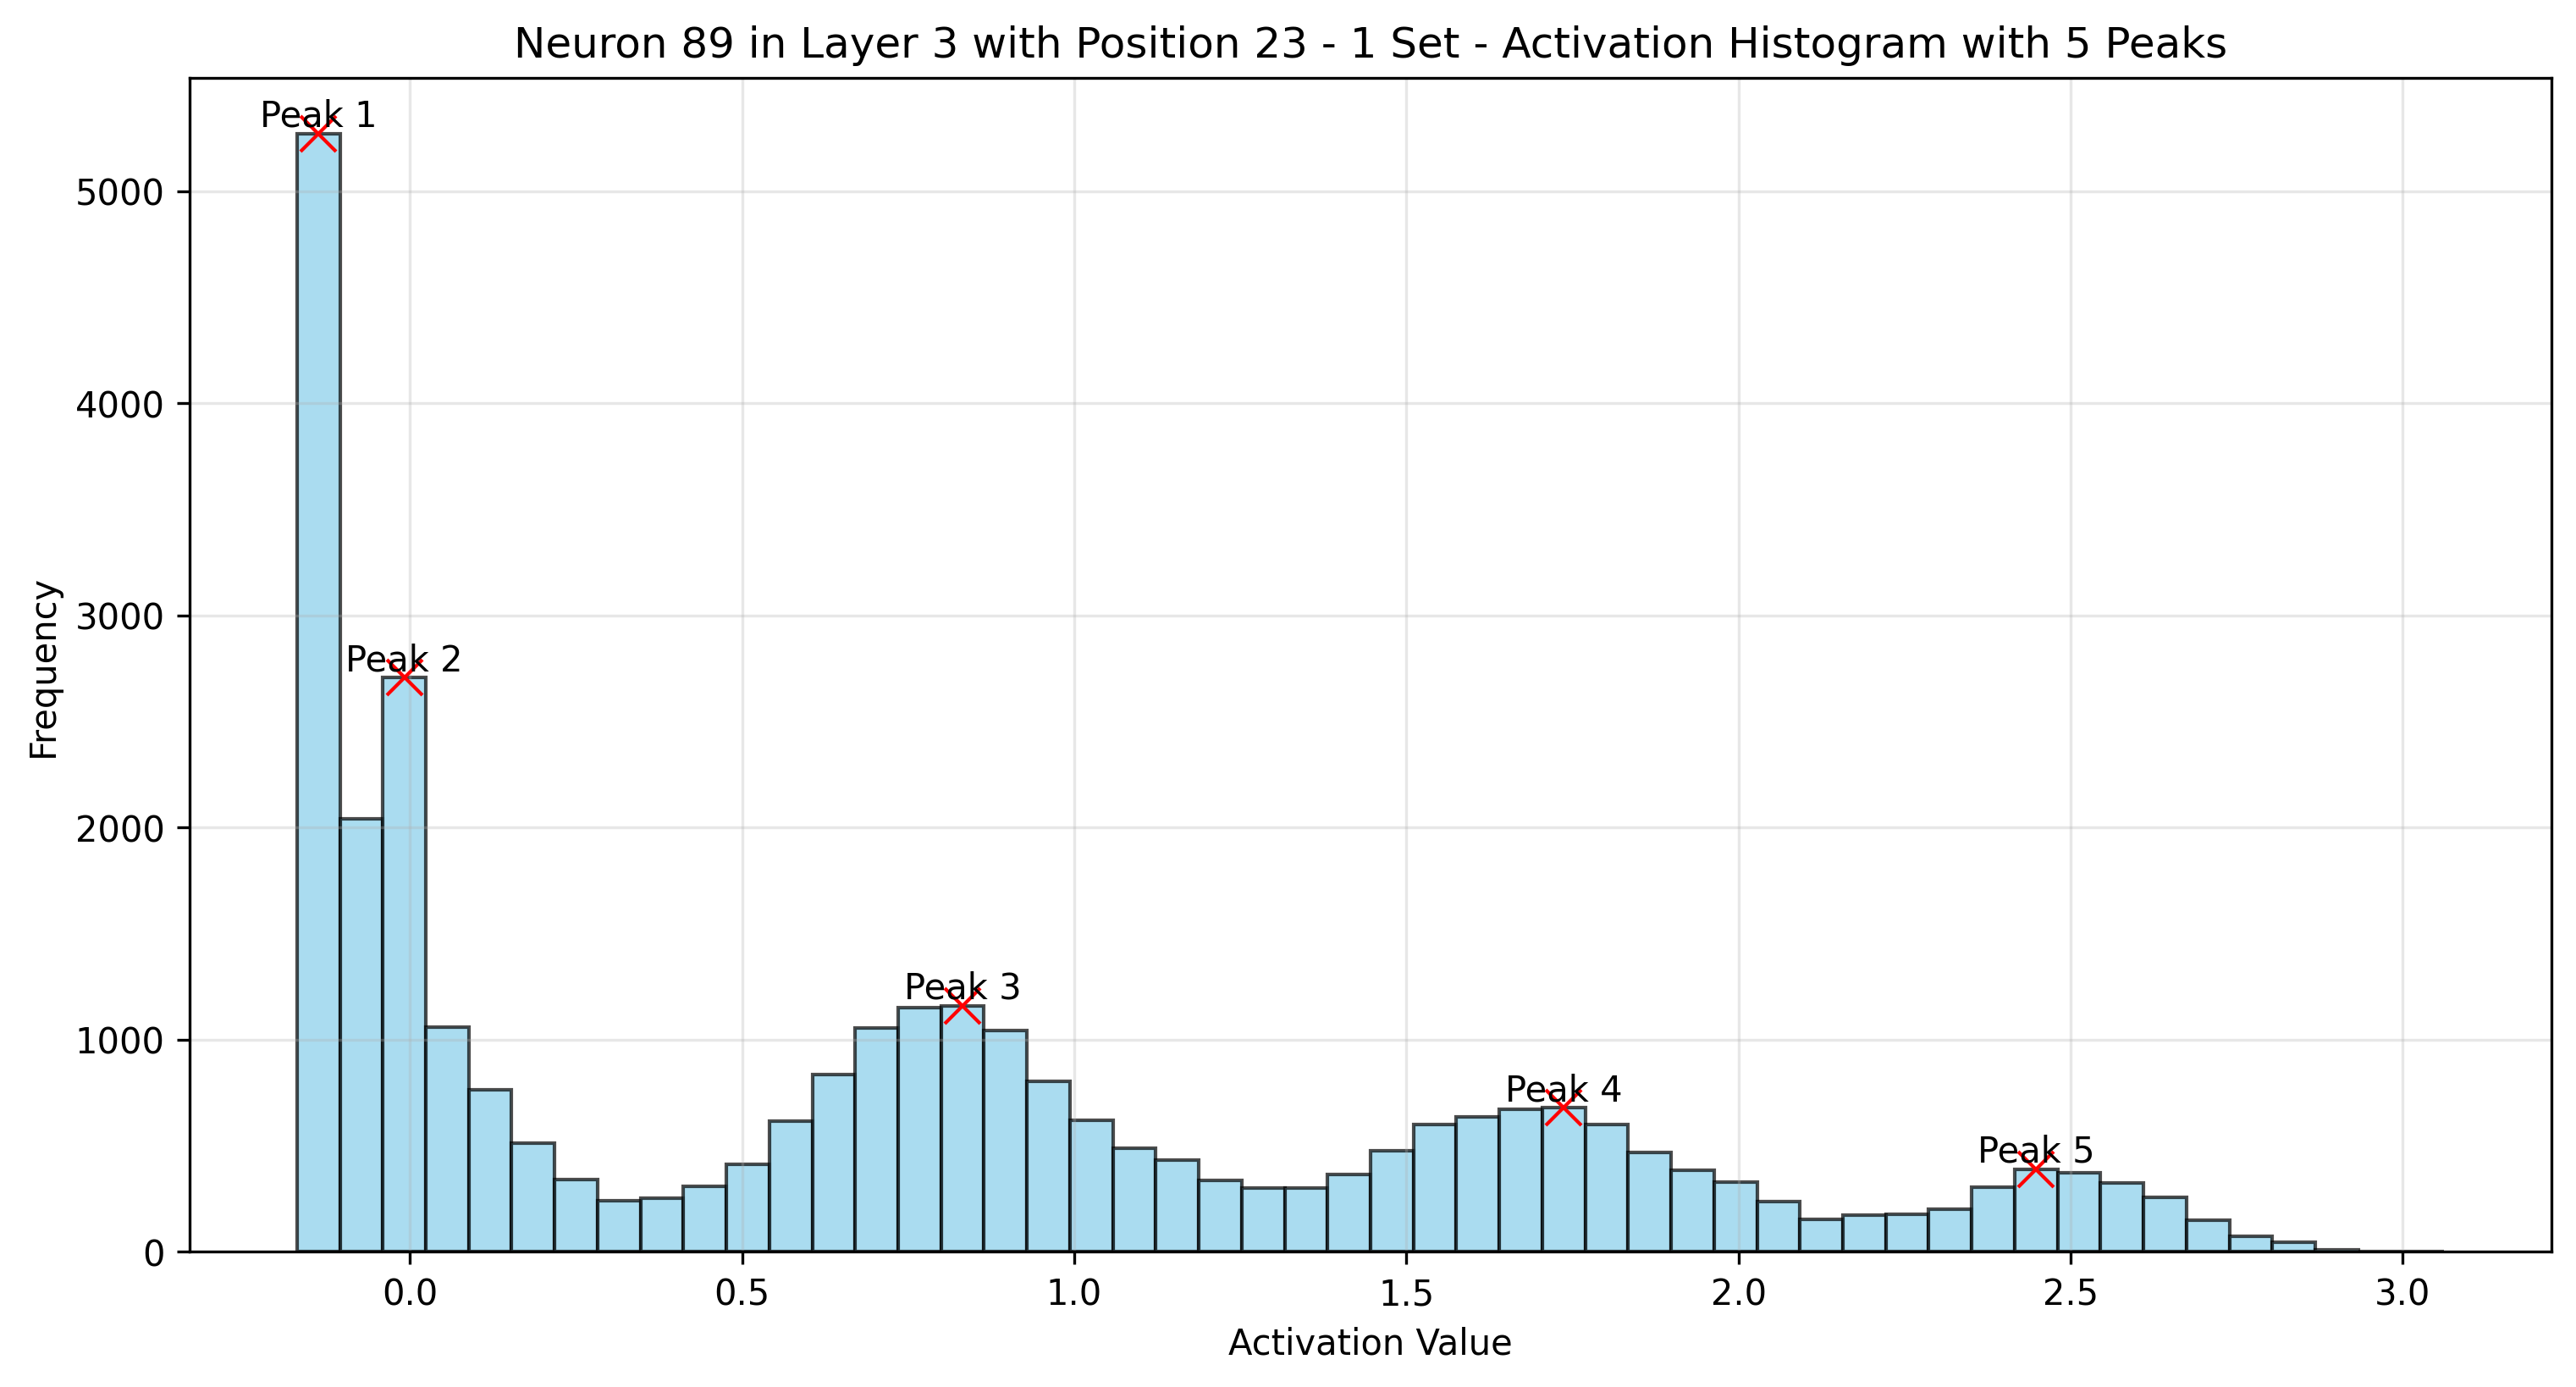 Neuron 89 in Layer 3 with Position 23 - 1 Set - Activation Histogram with 5 Peaks
Peak 1
5000
4000
3000
Peak 2
2000
Peak 3
1000
Peak 4
Peak 5
0
Frequency
0.0 0.5 1.0 1.5 2.0 2.5 3.0
Activation Value